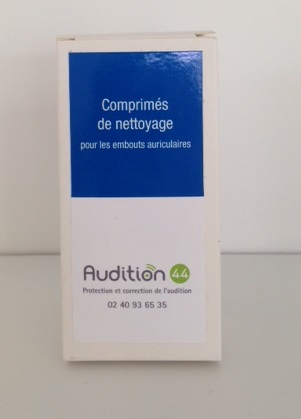 Comprimés
de nettoyage
pour les embouts auriculaires
Audition 44
Protection et correction de l'audition
02 40 93 65 35